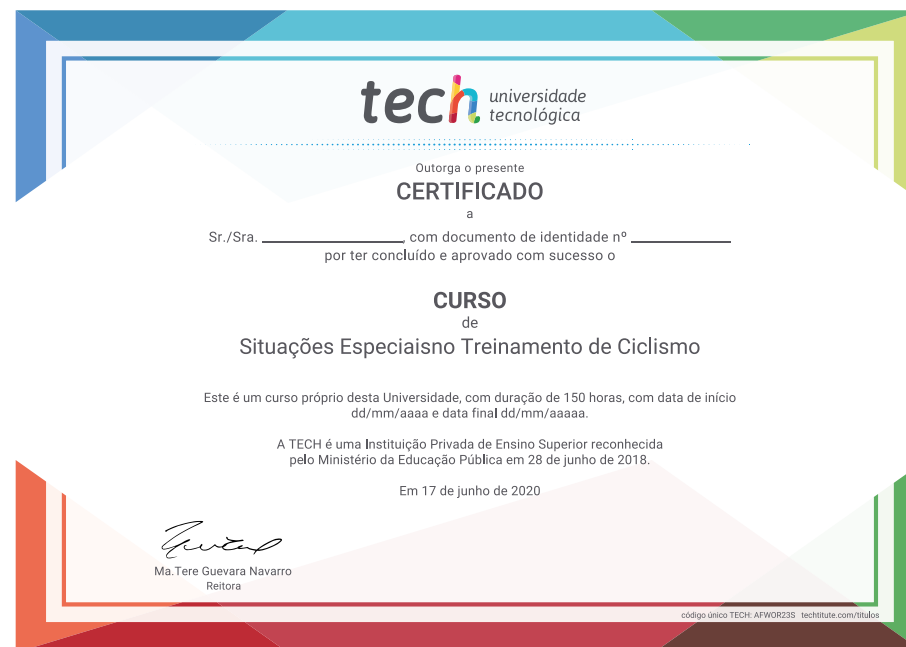 tech universidade
tecnológica
Outorga o presente
CERTIFICADO
a
Sr./Sra. ________________, com documento de identidade nº ____________
por ter concluído e aprovado com sucesso o
CURSO
de
Situações Especiaisno Treinamento de Ciclismo
Este é um curso próprio desta Universidade, com duração de 150 horas, com data de início
dd/mm/aaaa e data final dd/mm/aaaaa.
A TECH é uma Instituição Privada de Ensino Superior reconhecida
pelo Ministério da Educação Pública em 28 de junho de 2018.
Em 17 de junho de 2020
Ma.Tere Guevara Navarro
Reitora
código único TECH: AFWOR23S techtitute.com/títulos